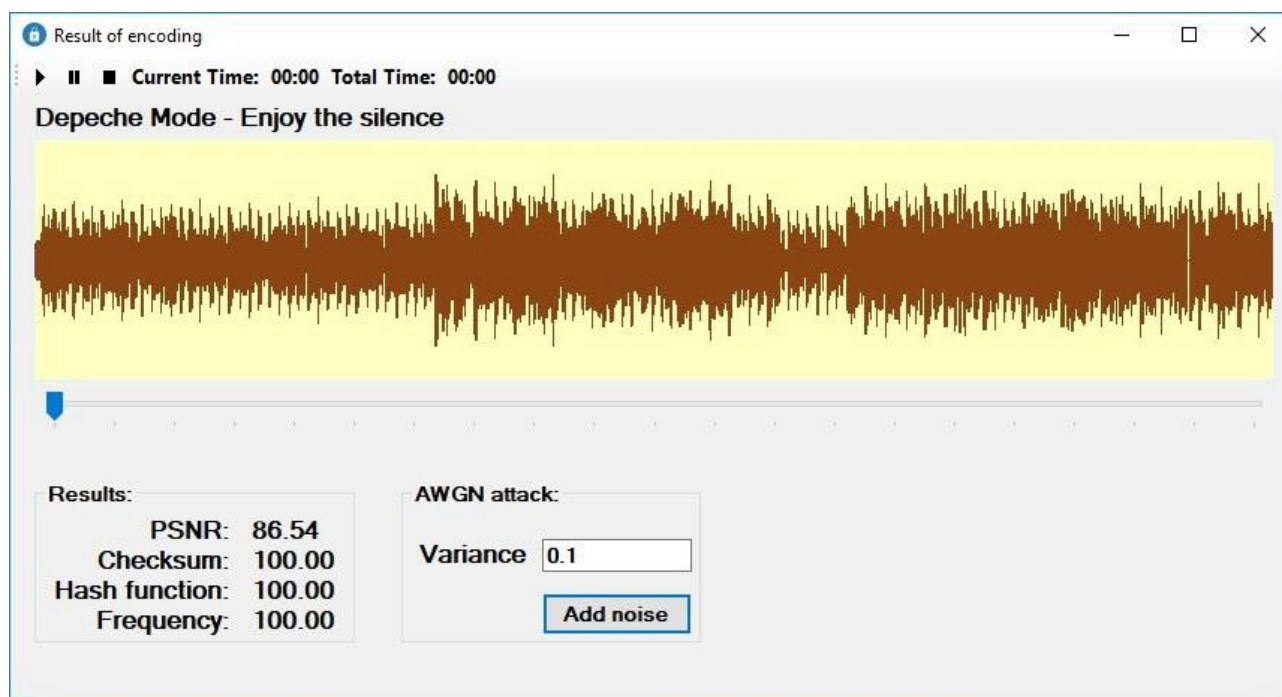 Result of encoding
Current Time: 00:00 Total Time: 00:00
Depeche Mode - Enjoy the silence
Results:
PSNR: 86.54
Checksum: 100.00
Hash function: 100.00
Frequency: 100.00
AWGN attack:
Variance 0.1
Add noise